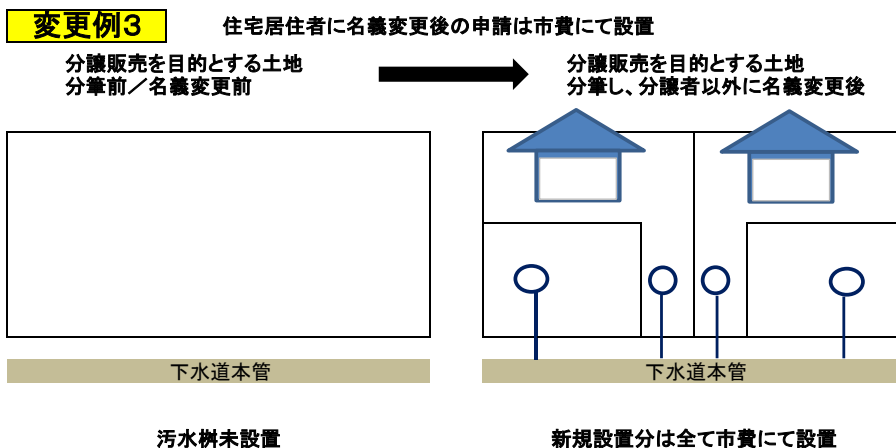 変更例3
住宅居住者に名義変更後の申請は市費にて設置
分譲販売を目的とする土地
分筆前／名義変更前
分譲販売を目的とする土地
分筆し、分譲者以外に名義変更後
下水道本管
下水道本管
汚水桝未設置
新規設置分は全て市費にて設置